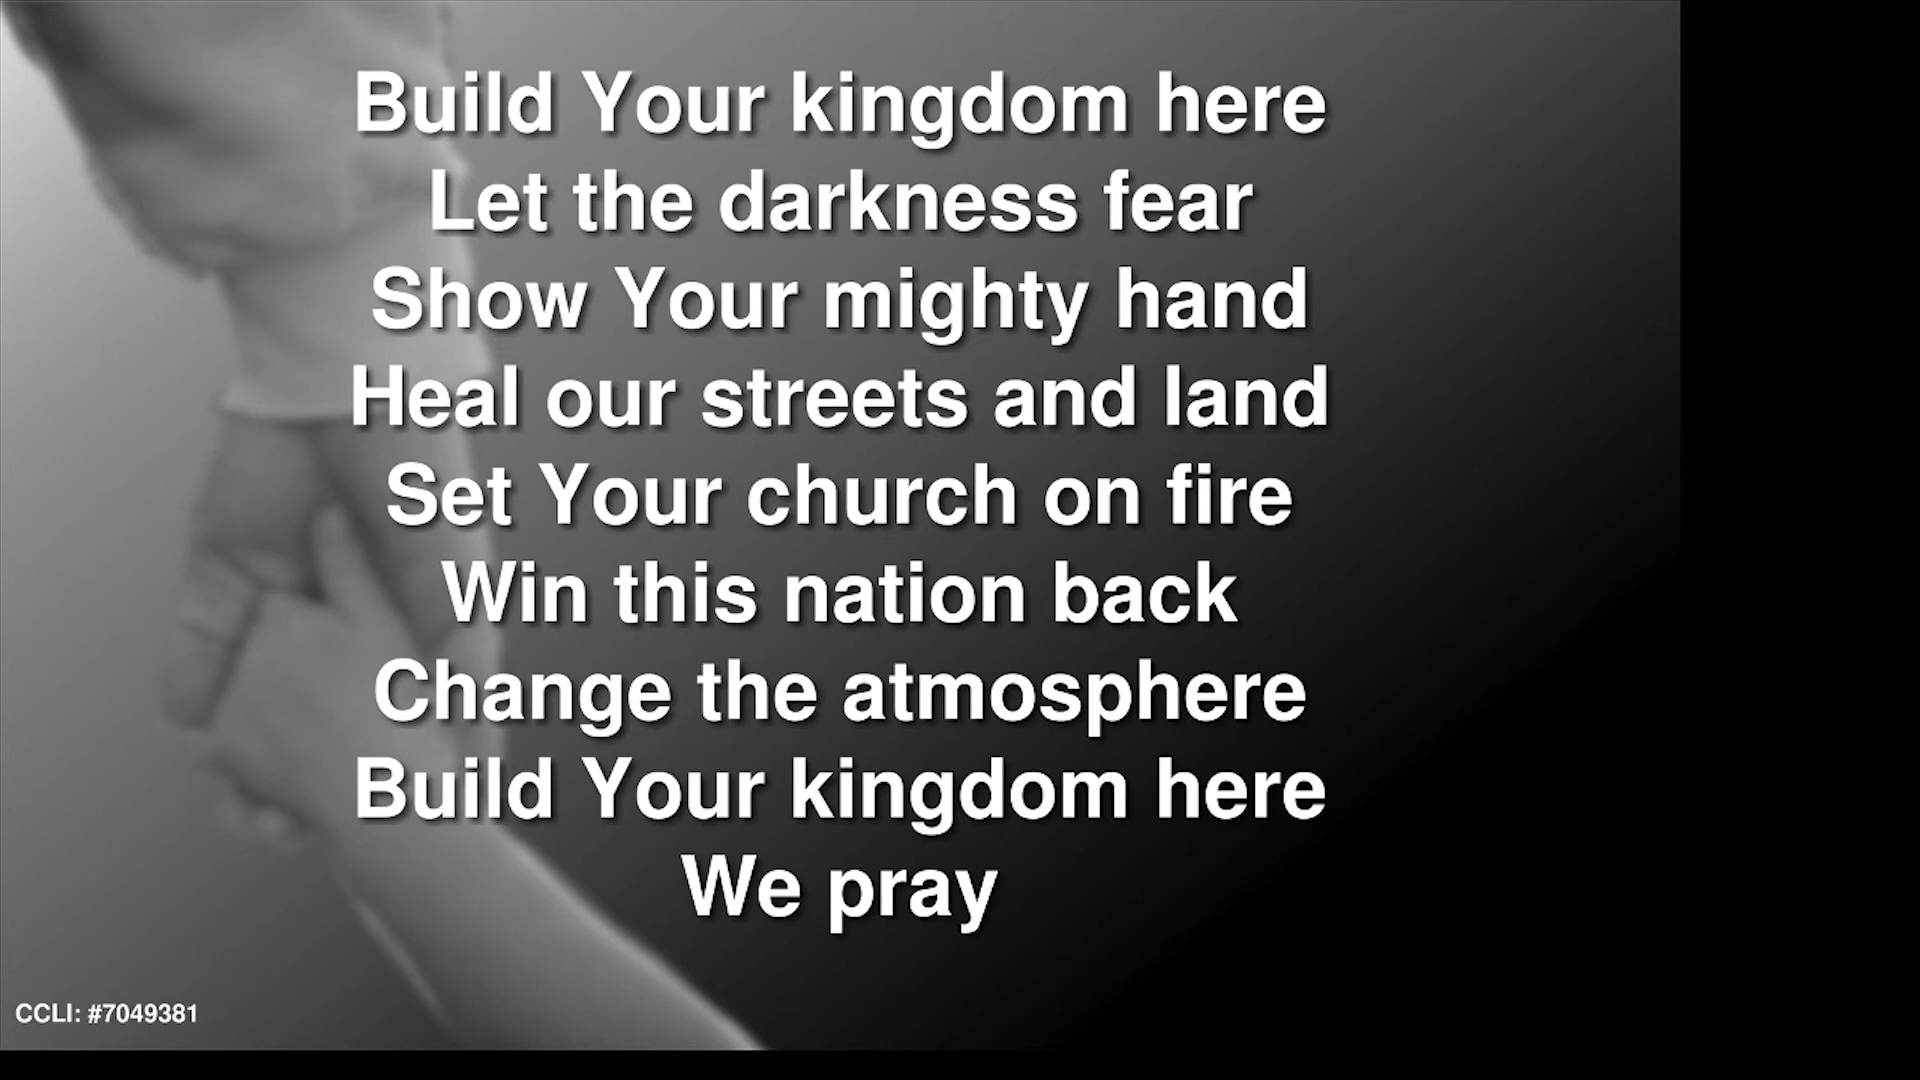 Build Your kingdom here
Let the darkness fear
Show Your mighty hand
Heal our streets and land
Set Your church on fire
Win this nation back
Change the atmosphere
Build Your kingdom here
We pray
CCLI: #7049381